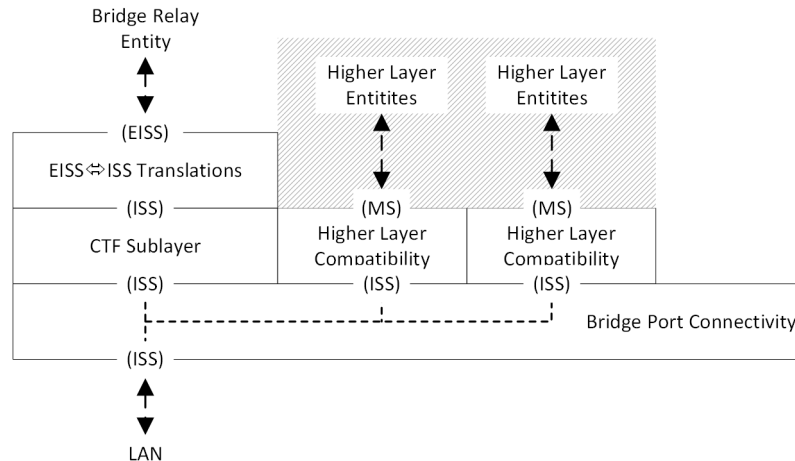 Bridge Relay
Entity
Higher Layer
Entitites
Higher Layer
Entitites
(EISS)
EISS⇔ISS Translations
(ISS)
(MS)
(MS)
CTF Sublayer
Higher Layer
Compatibility
Higher Layer
Compatibility
(ISS)
(ISS)
(ISS)
Bridge Port Connectivity
(ISS)
LAN